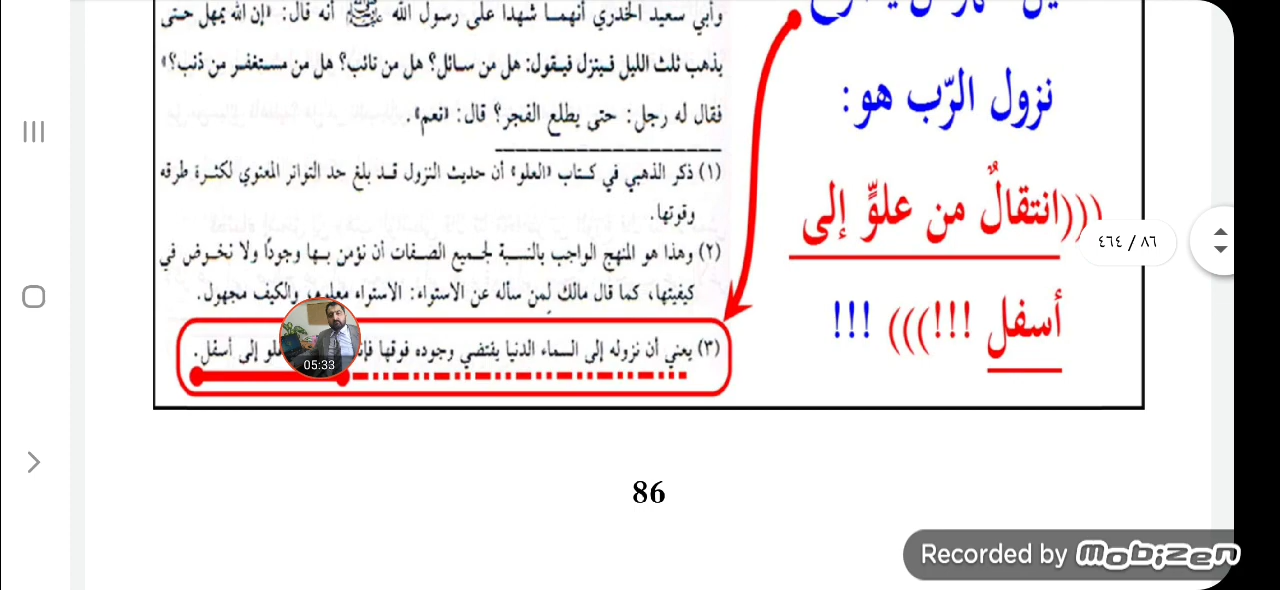 وأبي سعيد الخدري أنهمـا شهدا على رسول الله ﷺ أنه قال: «إن الله يمهل حتى
يذهب ثلث الليل فينزل فيقول: هل من سائل؟ هل من تائب؟ هل من مستغفر من ذنب؟»
فقال له رجل: حتى يطلع الفجر؟ قال: «نعم».
(١) ذكر الذهبي في كتاب «العلو» أن حديث النزول قد بلغ حد التواتر المعنوي لكثرة طرقه
وقوتها.
(٢) وهذا هو المنهج الواجب بالنسبة لجميع الصفات أن نؤمن بها وجودًا ولا نخوض في
كيفيتها، كما قال مالك لمن سأله عن الاستواء: الاستواء معلوم، والكيف مجهول.
(٣) يعني أن نزوله إلى السماء الدنيا يقتضي وجوده فوقها علو إلى أسفل.
نزول الرّب هو:
(((انتقالٌ من علوٍّ إلى
أسفل !!!))) !!!
٨٦ / ٤٦٤
05:33
86
Recorded by mobizen